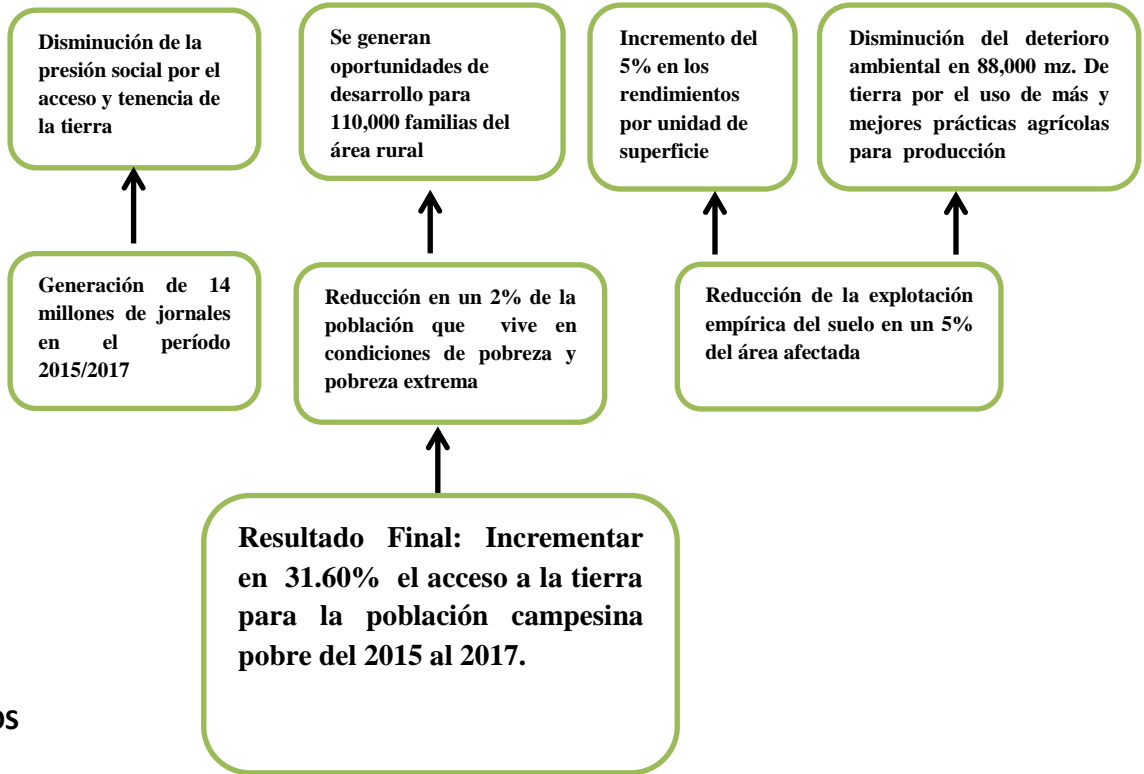 Disminución de la
presión social por el
acceso y tenencia de
la tierra
Se generan
oportunidades de
desarrollo para
110,000 familias del
área rural
Incremento del
5% en los
rendimientos
por unidad de
superficie
Disminución del deterioro
ambiental en 88,000 mz. De
tierra por el uso de más y
mejores prácticas agrícolas
para producción
Generación de 14
millones de jornales
en el período
2015/2017
Reducción en un 2% de la
población que vive en
condiciones de pobreza y
pobreza extrema
Reducción de la explotación
empírica del suelo en un 5%
del área afectada
Resultado Final: Incrementar
en 31.60% el acceso a la tierra
para la población campesina
pobre del 2015 al 2017.
OS